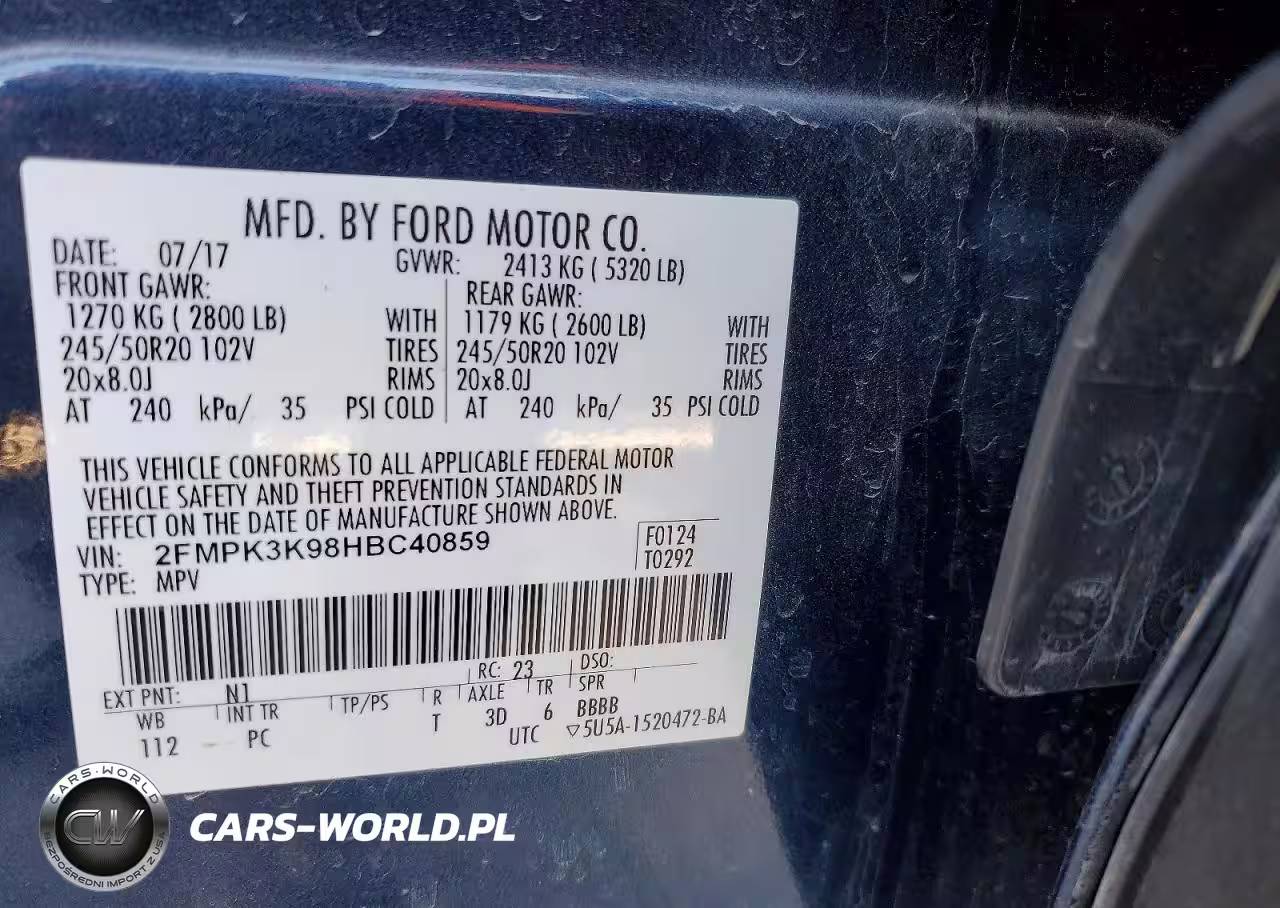 MFD. BY FORD MOTOR CO.
DATE: 07/17 GVWR: 2413 KG ( 5320 LB)
FRONT GAWR: REAR GAWR:
1270 KG ( 2800 LB) WITH 1179 KG ( 2600 LB) WITH
245/50R20 102V TIRES 245/50R20 102V TIRES
20x8.0J RIMS 20x8.0J RIMS
AT 240 kPa/ 35 PSI COLD AT 240 kPa/ 35 PSI COLD
THIS VEHICLE CONFORMS TO ALL APPLICABLE FEDERAL MOTOR
VEHICLE SAFETY AND THEFT PREVENTION STANDARDS IN
EFFECT ON THE DATE OF MANUFACTURE SHOWN ABOVE.
VIN: 2FMPK3K98HBC40859 F0124
TYPE: MPV T0292
EXT PNT: N1 RC: 23 DSO:
WB INT TR TP/PS R AXLE TR SPR
112 PC T 3D 6 BBBB
UTC ▽5U5A-1520472-BA
CARS-WORLD
CW
BEZPOŚREDNI IMPORT Z USA
CARS-WORLD.PL